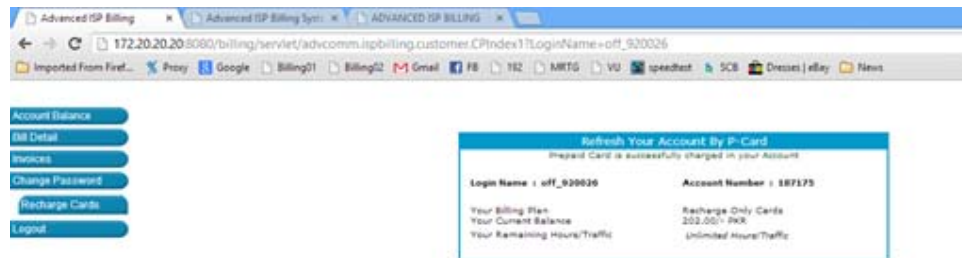 Advanced ISP Billing
Advanced ISP Billing Syst
ADVANCED ISP BILLING
172.20.20.20:8080/billing/servlet/advcomm.ispbilling.customer.CPIndex1?LoginName=off_920026
Imported From Firef... Proxy Google Billing01 Billing02 Gmail FB 192 MRTG VU speedtest SCB Dresses | eBay News
Account Balance
Bill Detail
Invoices
Change Password
Recharge Cards
Logout
Refresh Your Account By P-Card
Prepaid Card is successfully charged in your Account
Login Name : off_920026 Account Number : 187175
Your Billing Plan Recharge Only Cards
Your Current Balance 202.00/- PKR
Your Remaining Hours/Traffic Unlimited Hours/Traffic